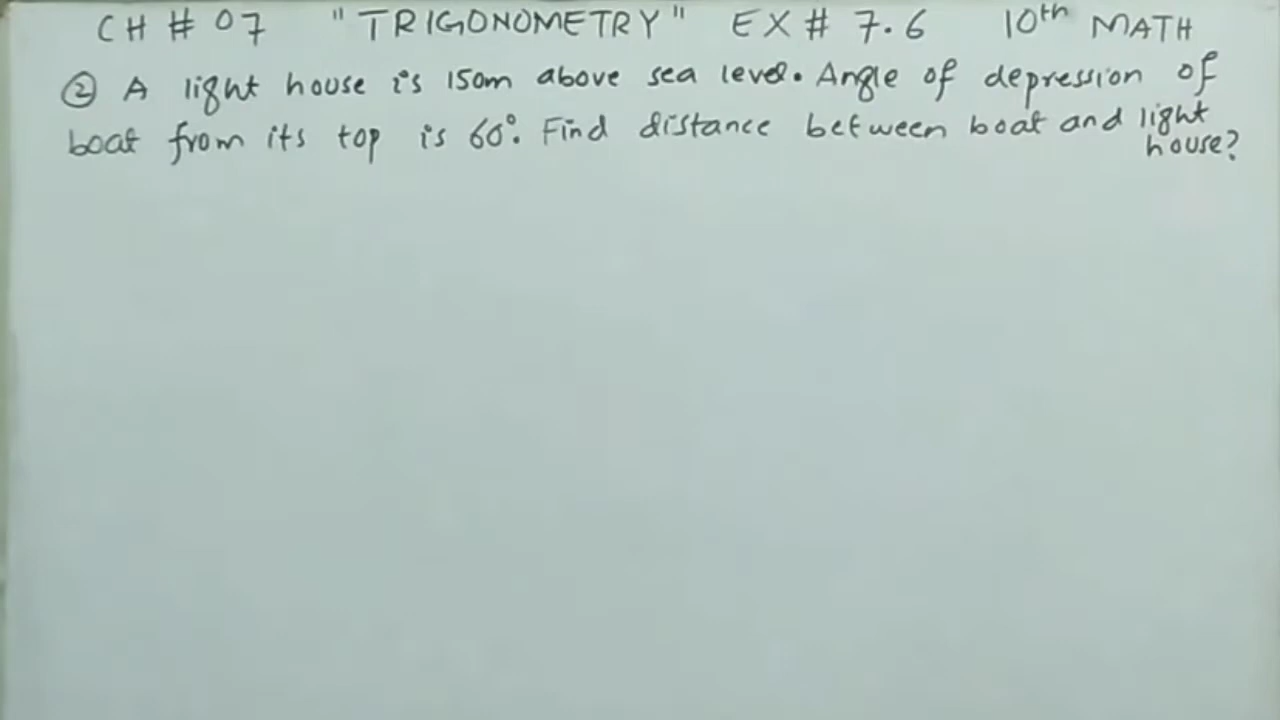 CH # 07 "TRIGONOMETRY" EX # 7.6 10th MATH
② A light house is 150m above sea level. Angle of depression of
boat from its top is 60°. Find distance between boat and light
house?